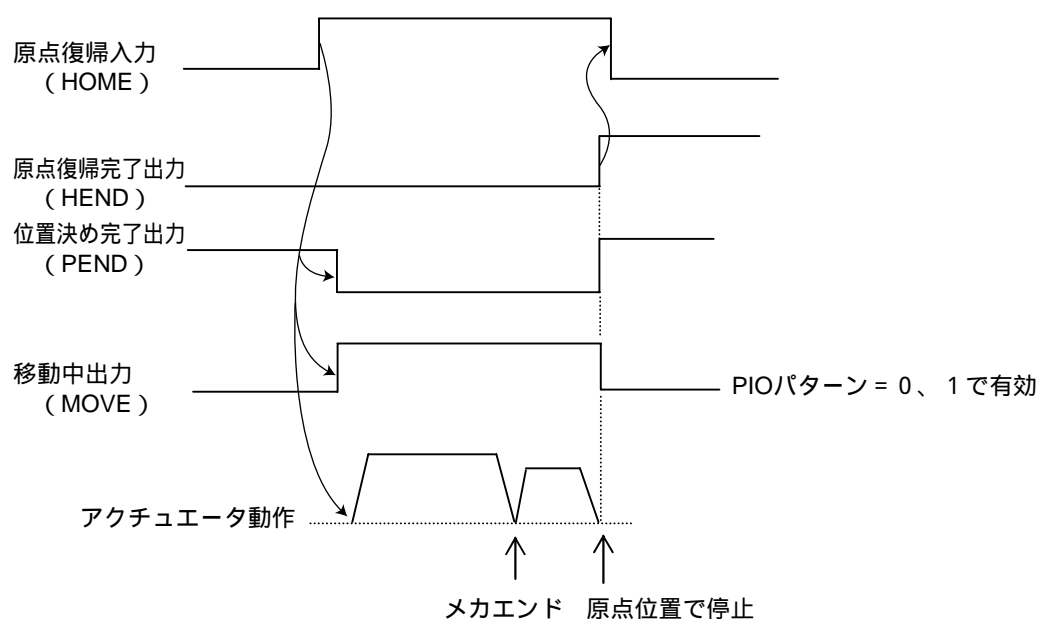 原点復帰入力
（HOME）
原点復帰完了出力
（HEND）
位置決め完了出力
（PEND）
移動中出力
（MOVE）
PIOパターン = 0、1で有効
アクチュエータ動作
メカエンド
原点位置で停止